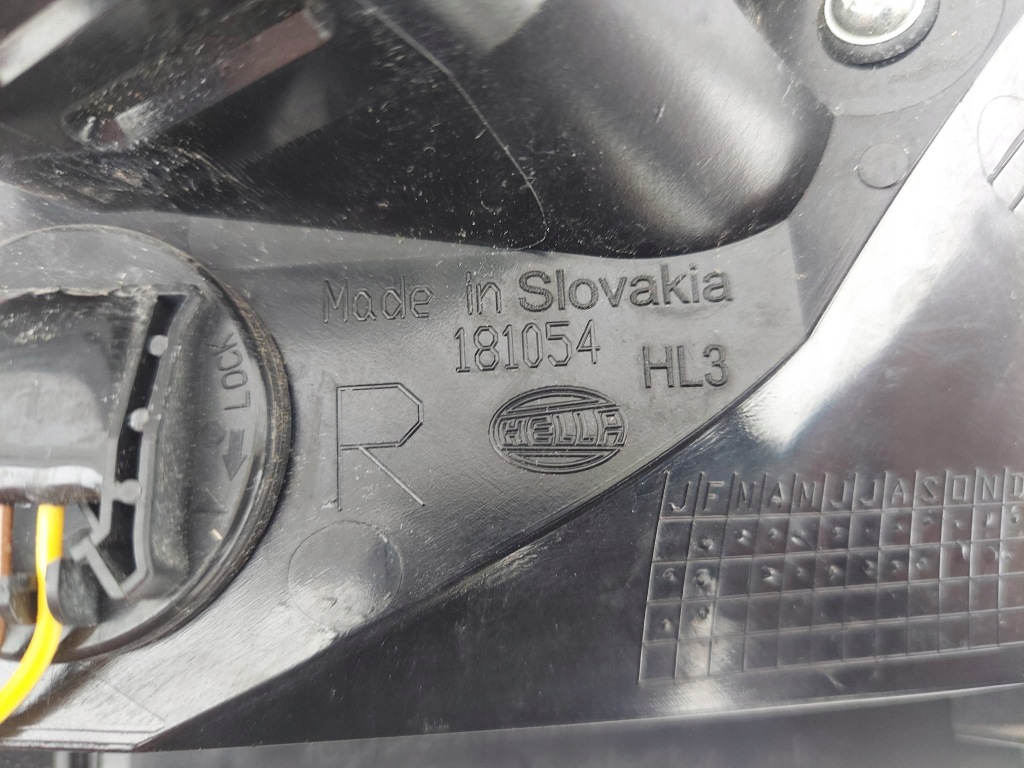 Made in Slovakia
181054
HL3
R
HELLA
LOCK
J F M A M J J A S O N D